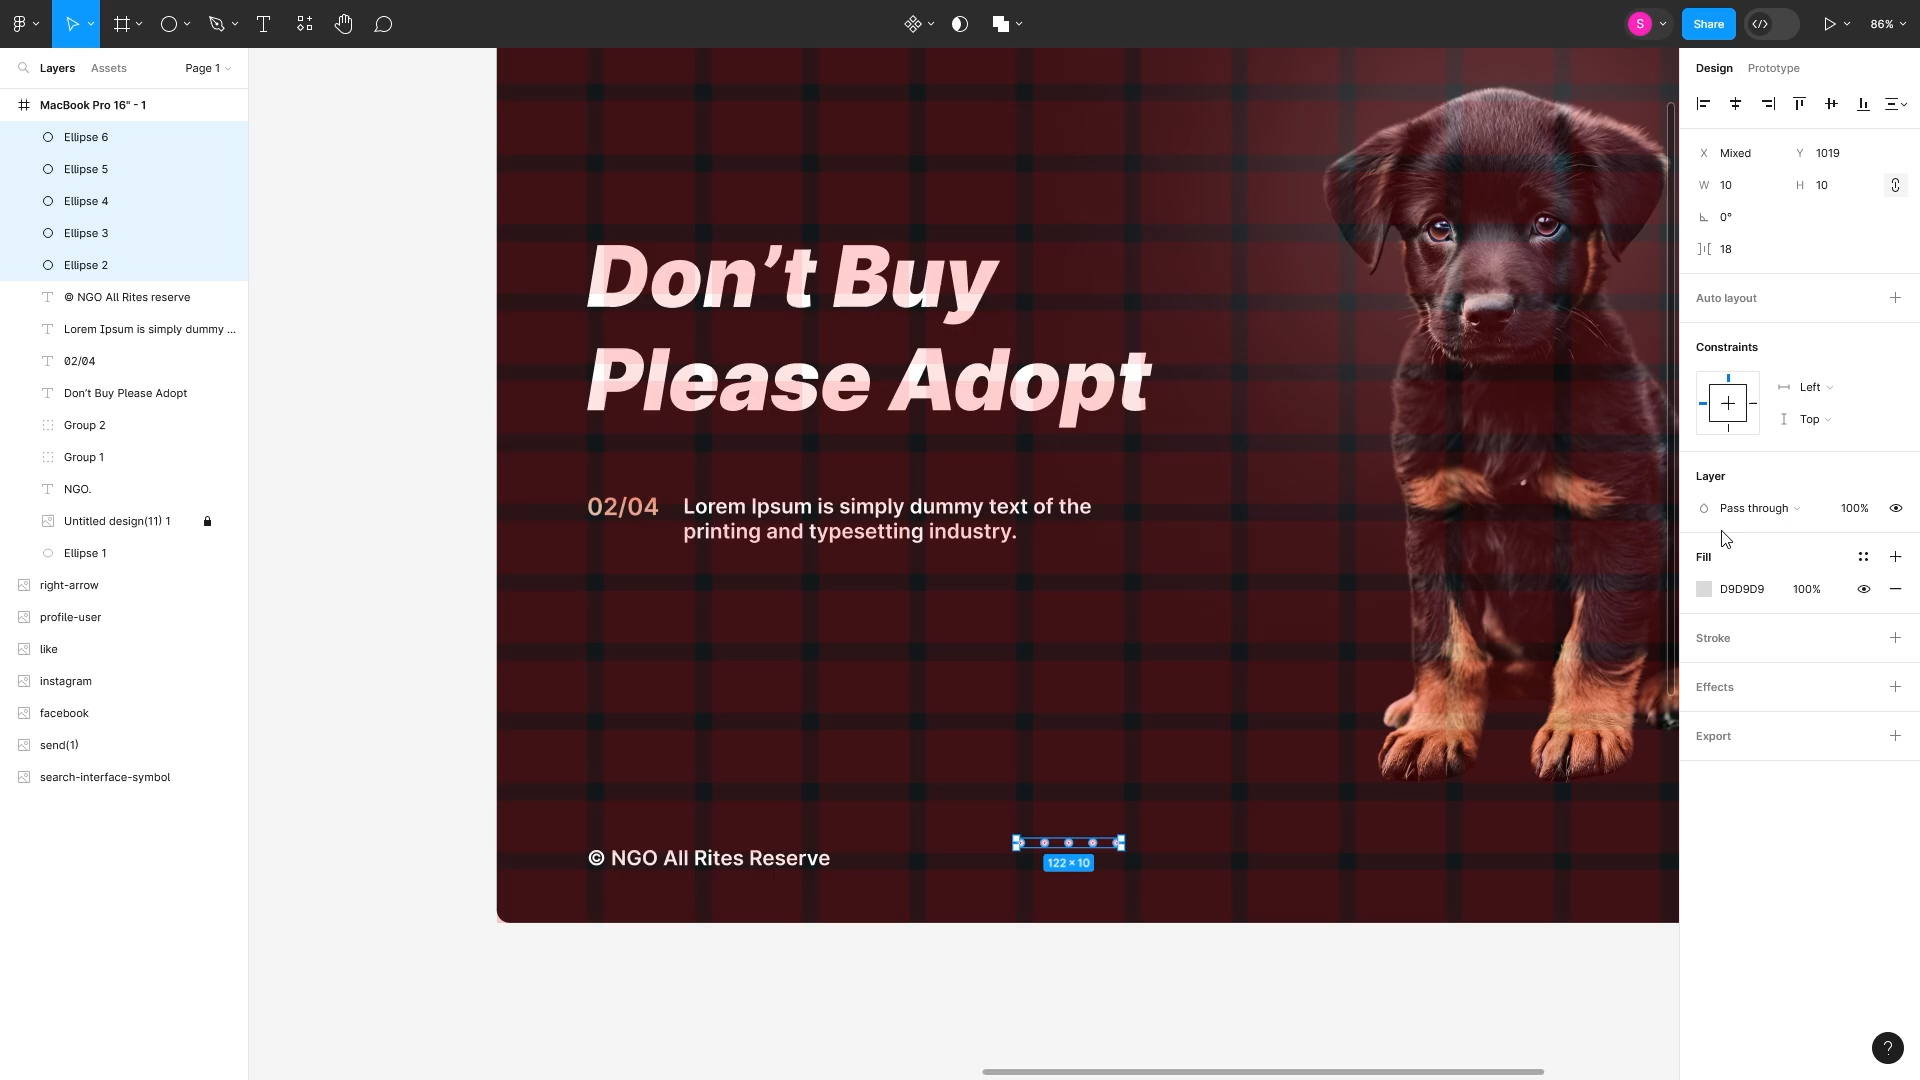 S
Share
86%
Layers
Assets
Page 1
Design
Prototype
MacBook Pro 16" - 1
Ellipse 6
Ellipse 5
Ellipse 4
Ellipse 3
Ellipse 2
© NGO All Rites reserve
Lorem Ipsum is simply dummy ...
02/04
Don't Buy Please Adopt
Group 2
Group 1
NGO.
Untitled design(11) 1
Ellipse 1
right-arrow
profile-user
like
instagram
facebook
send(1)
search-interface-symbol
Don't Buy
Please Adopt
02/04
Lorem Ipsum is simply dummy text of the
printing and typesetting industry.
© NGO All Rites Reserve
122 × 10
X Mixed Y 1019
W 10 H 10
0°
18
Auto layout
Constraints
Left
Top
Layer
Pass through 100%
Fill
D9D9D9 100%
Stroke
Effects
Export
?